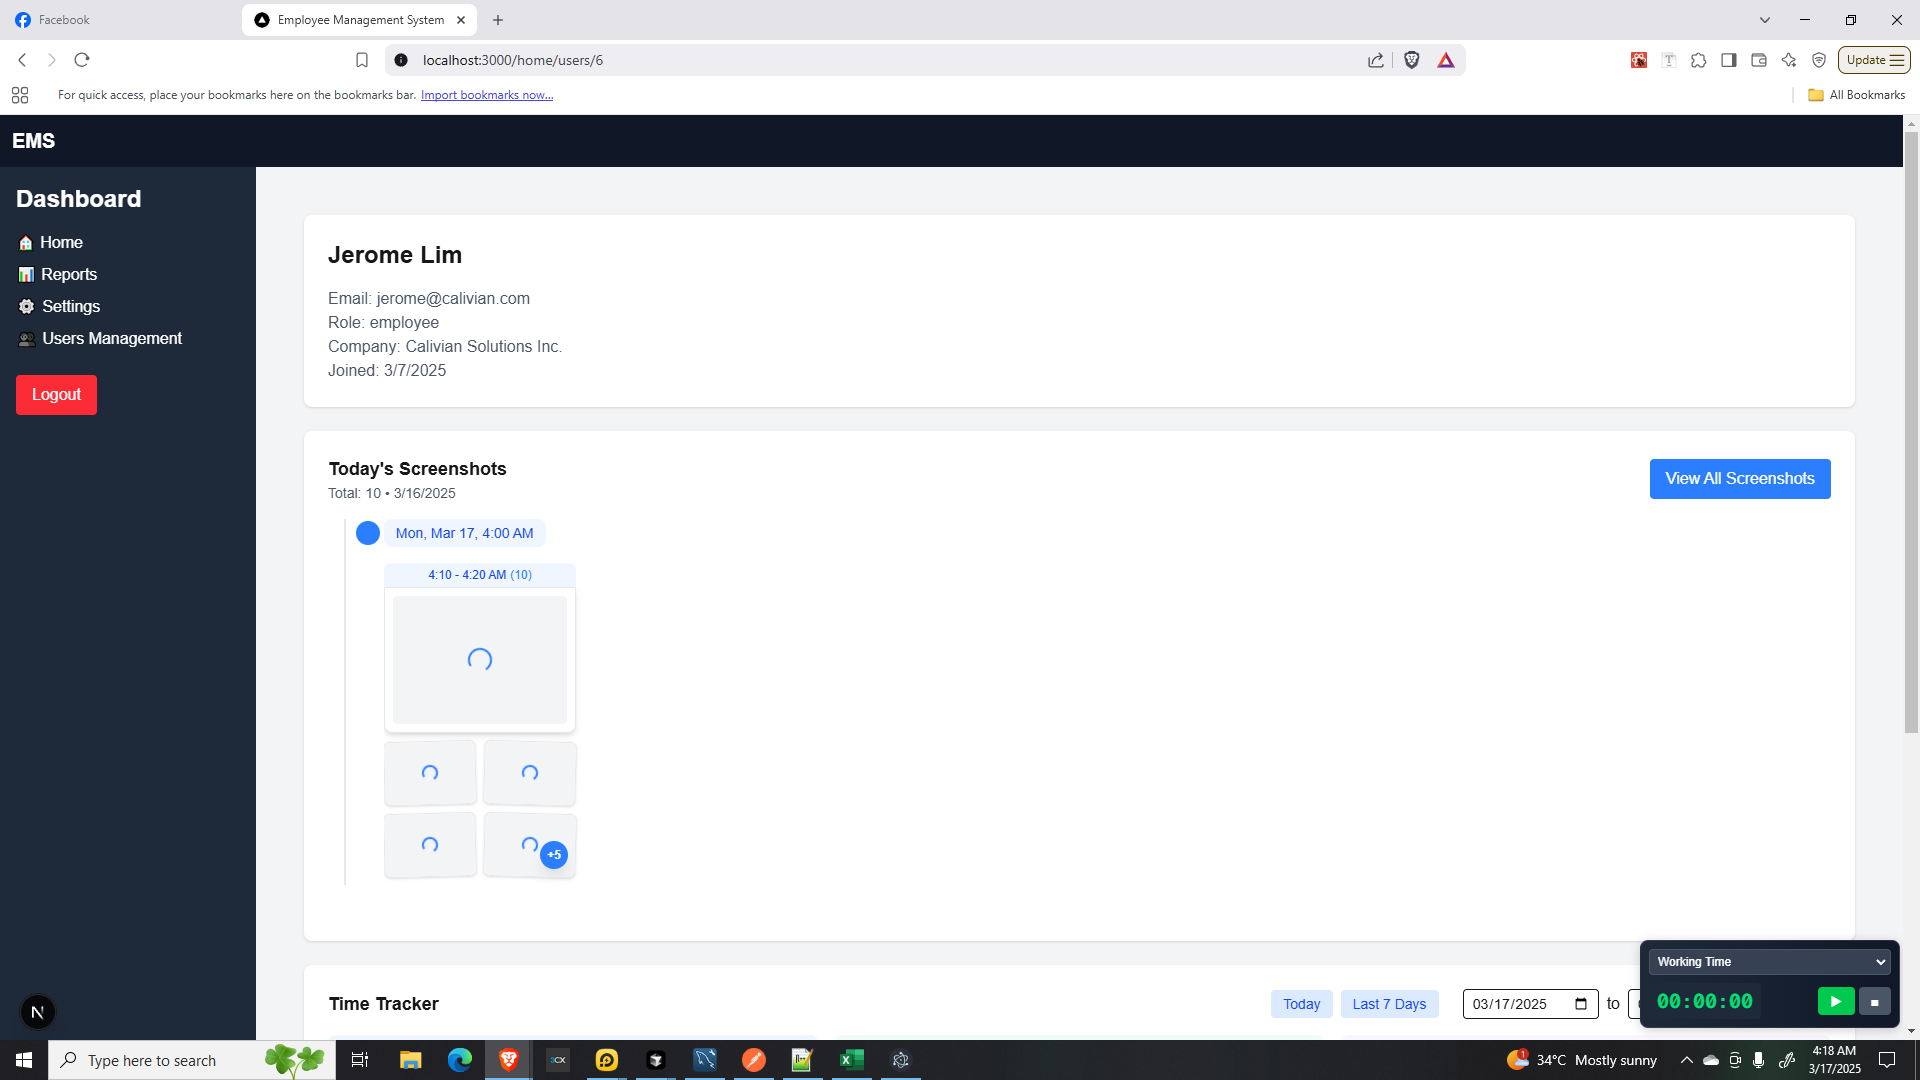 Facebook
Employee Management System
localhost:3000/home/users/6
Update
For quick access, place your bookmarks here on the bookmarks bar. Import bookmarks now...
All Bookmarks
EMS
Dashboard
Home
Reports
Settings
Users Management
Logout
Jerome Lim
Email: jerome@calivian.com
Role: employee
Company: Calivian Solutions Inc.
Joined: 3/7/2025
Today's Screenshots
Total: 10 • 3/16/2025
View All Screenshots
Mon, Mar 17, 4:00 AM
4:10 - 4:20 AM (10)
+5
Time Tracker
Today
Last 7 Days
03/17/2025
to
Working Time
00:00:00
N
Type here to search
3CX
1
34°C Mostly sunny
4:18 AM
3/17/2025